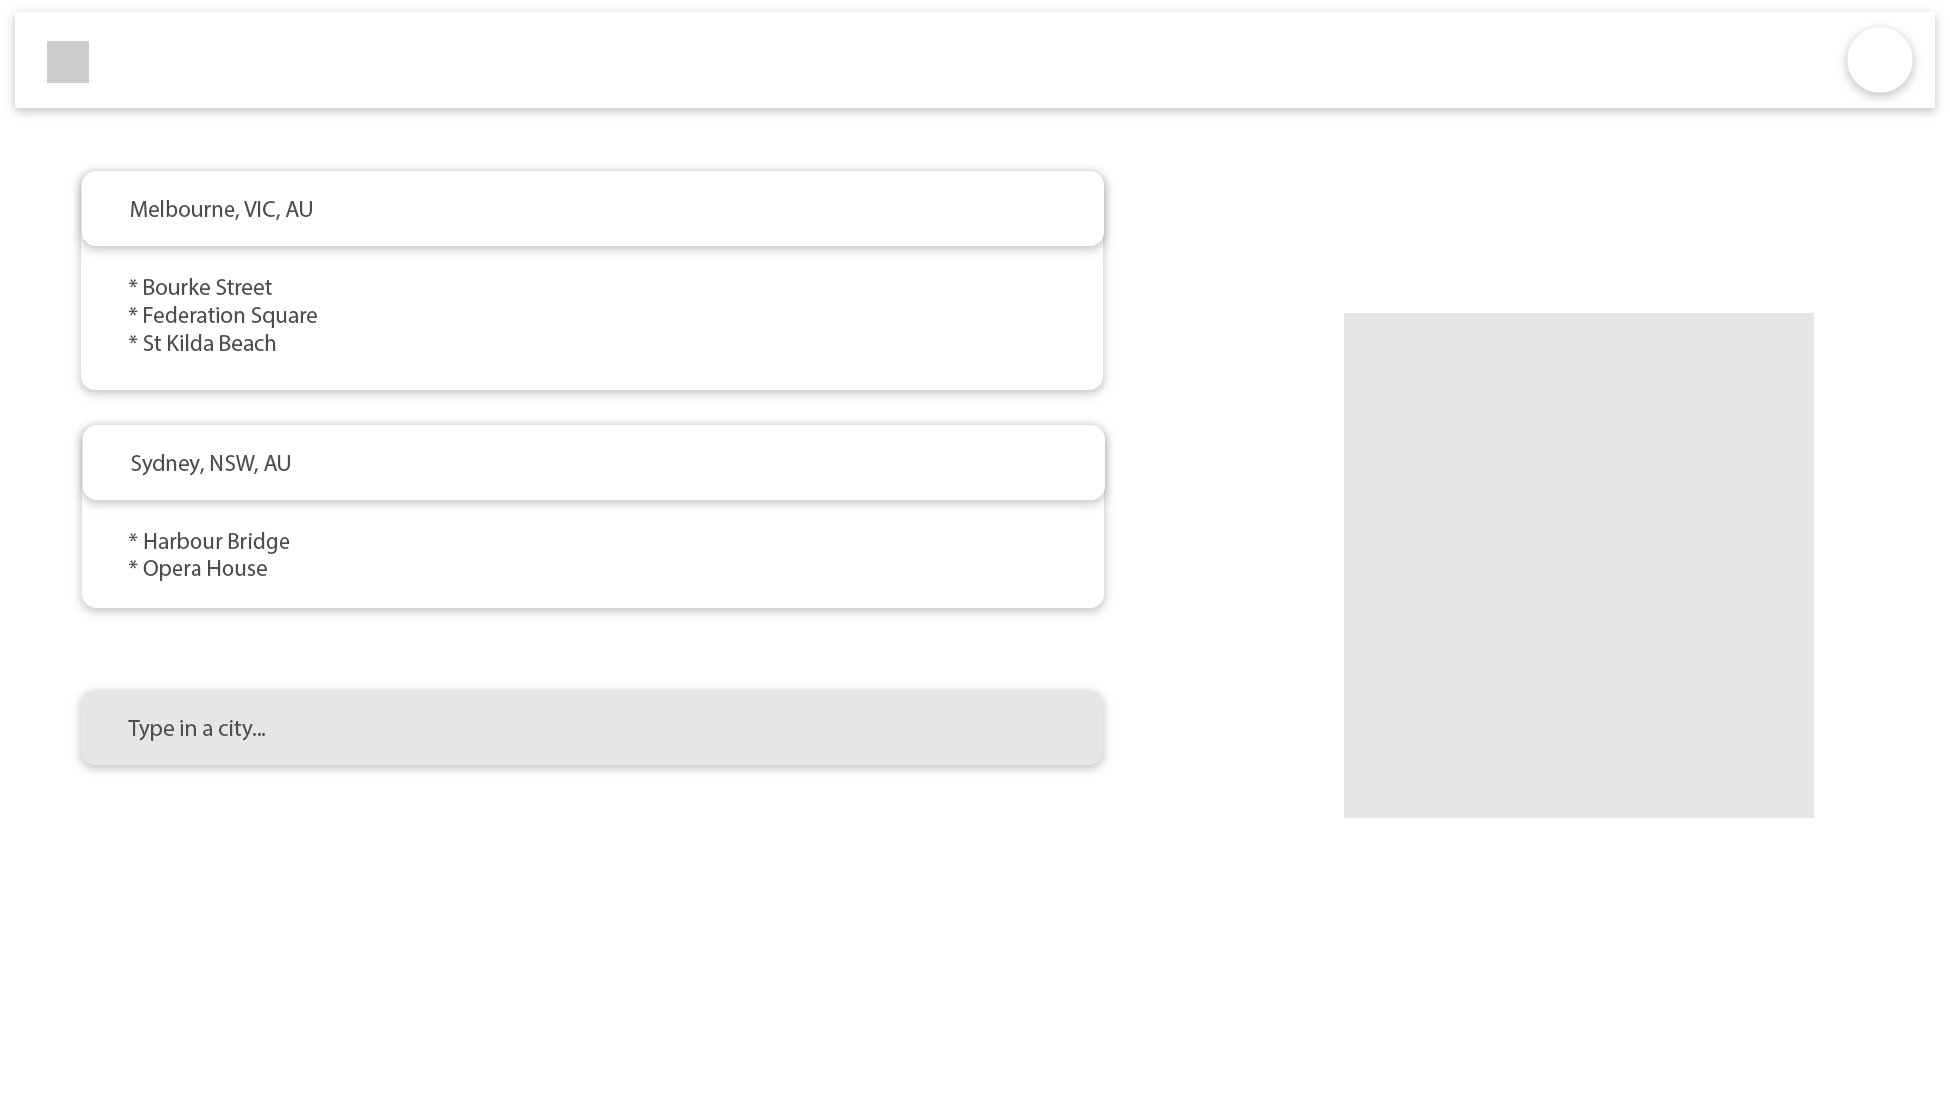 Melbourne, VIC, AU
* Bourke Street
* Federation Square
* St Kilda Beach
Sydney, NSW, AU
* Harbour Bridge
* Opera House
Type in a city...